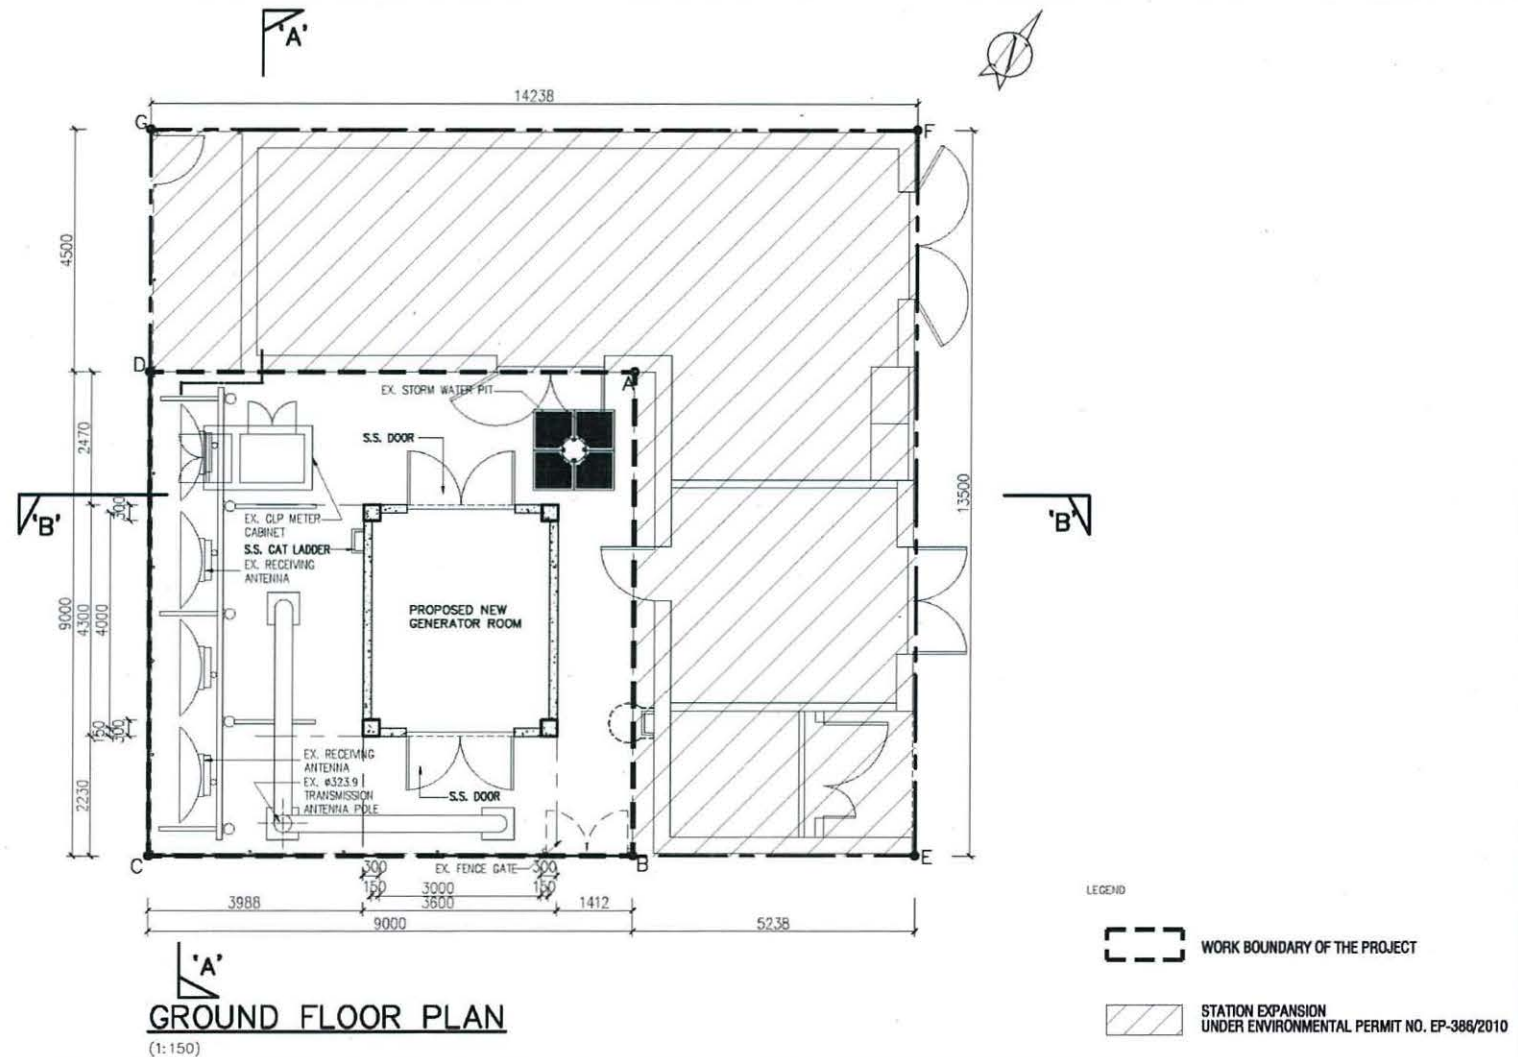 'A'
14238
G
F
4500
13500
D
A
EX. STORM WATER PIT
S.S. DOOR
2470
300
'B'
'B'
EX. CLP METER
CABINET
S.S. CAT LADDER
EX. RECEIVING
ANTENNA
PROPOSED NEW
GENERATOR ROOM
9000
4300
4000
150
300
2230
EX. RECEIVING
ANTENNA
EX. ø323.9
TRANSMISSION
ANTENNA POLE
S.S. DOOR
C
B
E
EX. FENCE GATE
300
300
150
3000
150
3988
3600
1412
9000
5238
'A'
GROUND FLOOR PLAN
(1:150)
LEGEND
WORK BOUNDARY OF THE PROJECT
STATION EXPANSION
UNDER ENVIRONMENTAL PERMIT NO. EP-386/2010